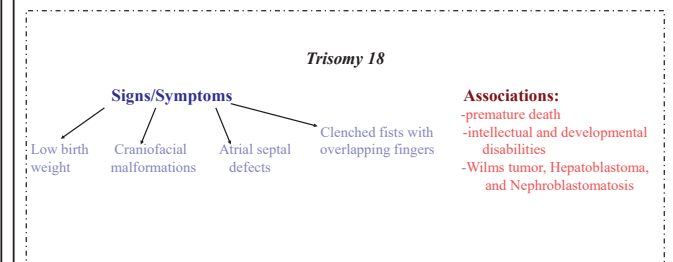 Trisomy 18
Signs/Symptoms
Low birth
weight
Craniofacial
malformations
Atrial septal
defects
Clenched fists with
overlapping fingers
Associations:
-premature death
-intellectual and developmental
disabilities
-Wilms tumor, Hepatoblastoma,
and Nephroblastomatosis